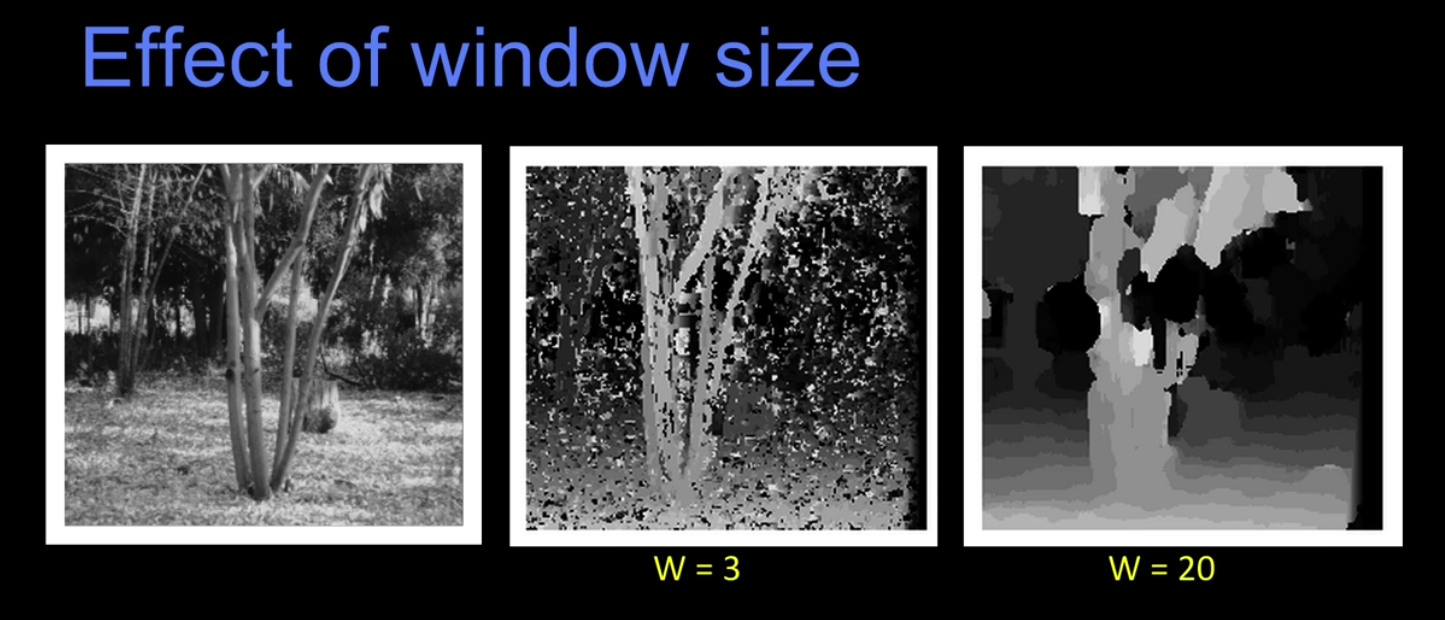 Effect of window size
W = 3
W = 20